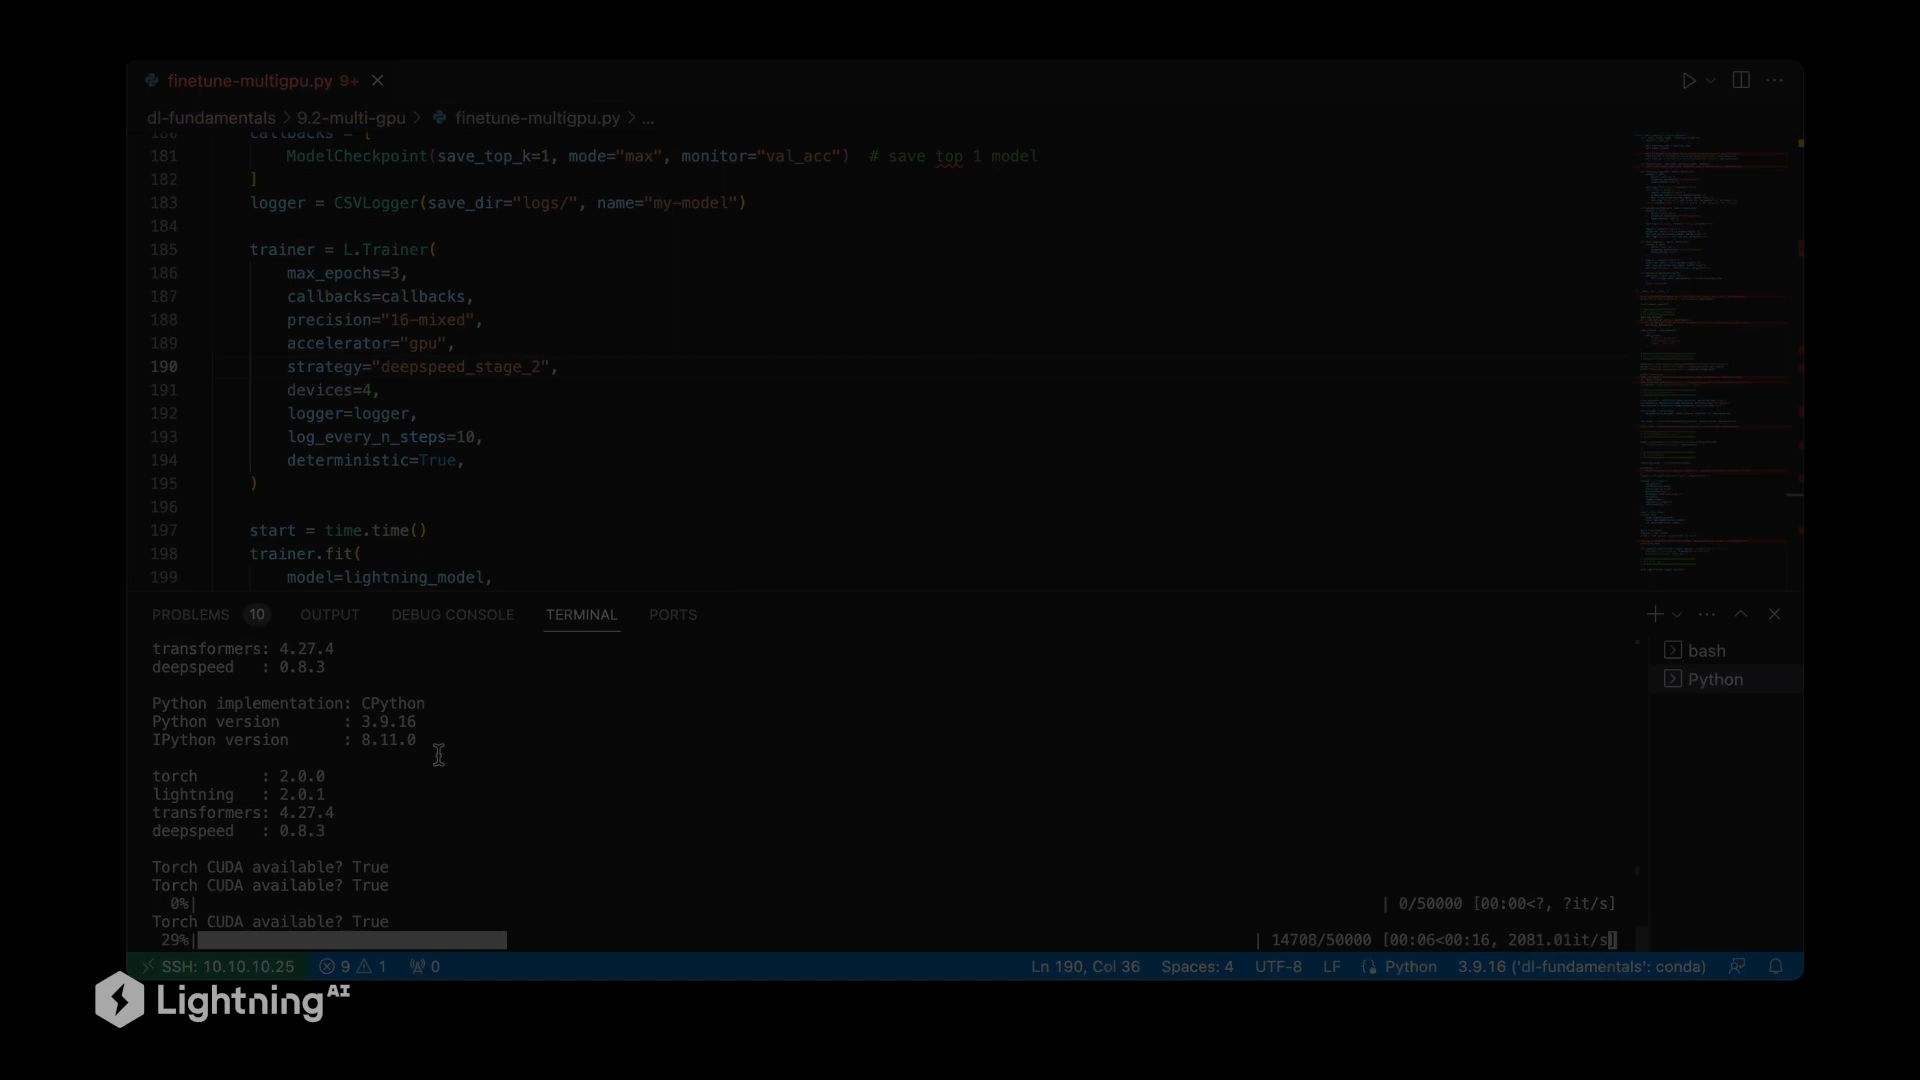 finetune-multigpu.py 9+
dl-fundamentals > 9.2-multi-gpu > finetune-multigpu.py > ...
180 callbacks = [
181 ModelCheckpoint(save_top_k=1, mode="max", monitor="val_acc")  # save top 1 model
182 ]
183 logger = CSVLogger(save_dir="logs/", name="my-model")
184
185 trainer = L.Trainer(
186 max_epochs=3,
187 callbacks=callbacks,
188 precision="16-mixed",
189 accelerator="gpu",
190 strategy="deepspeed_stage_2",
191 devices=4,
192 logger=logger,
193 log_every_n_steps=10,
194 deterministic=True,
195 )
196
197 start = time.time()
198 trainer.fit(
199 model=lightning_model,
PROBLEMS 10 OUTPUT DEBUG CONSOLE TERMINAL PORTS
transformers: 4.27.4
deepspeed   : 0.8.3
Python implementation: CPython
Python version       : 3.9.16
IPython version      : 8.11.0
torch       : 2.0.0
lightning   : 2.0.1
transformers: 4.27.4
deepspeed   : 0.8.3
Torch CUDA available? True
Torch CUDA available? True
0%| | 0/50000 [00:00<?, ?it/s]
Torch CUDA available? True
29%| | 14708/50000 [00:06<00:16, 2081.01it/s]
bash
Python
SSH: 10.10.10.25 9 1 0 Ln 190, Col 36 Spaces: 4 UTF-8 LF Python 3.9.16 ('dl-fundamentals': conda)
Lightning AI